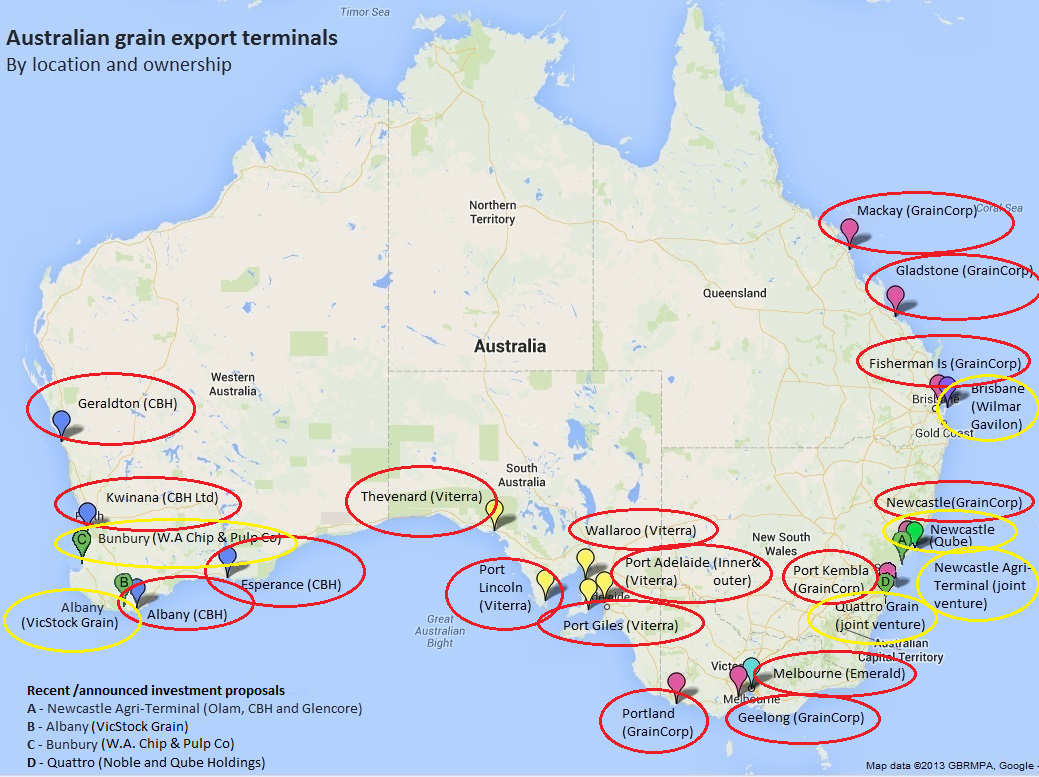 Timor Sea
Australian grain export terminals
By location and ownership
Mackay (GrainCorp)
Coral Sea
Northern
Territory
Gladstone (GrainCorp)
Queensland
Australia
Fisherman Is (GrainCorp)
Western
Australia
Brisbane
Brisbane
(Wilmar
Gavilon)
Geraldton (CBH)
Gold Coast
South
Australia
Thevenard (Viterra)
Kwinana (CBH Ltd)
Newcastle(GrainCorp)
Wallaroo (Viterra)
Newcastle
(Qube)
C
Bunbury (W.A Chip & Pulp Co)
A
New South
Wales
Port Adelaide (Inner&
(Viterra) outer)
Port Kembla
(GrainCorp)
Newcastle Agri-
Terminal (joint
venture)
Port
Lincoln
(Viterra)
B
Esperance (CBH)
D
Albany
(VicStock Grain)
Albany (CBH)
Quattro Grain
(joint venture)
Port Giles (Viterra)
Great
Australian
Bight
Australian
Capital Territory
Melbourne (Emerald)
Melbourne
Portland
(GrainCorp)
Geelong (GrainCorp)
Recent /announced investment proposals
A - Newcastle Agri-Terminal (Olam, CBH and Glencore)
B - Albany (VicStock Grain)
C - Bunbury (W.A. Chip & Pulp Co)
D - Quattro (Noble and Qube Holdings)
Map data ©2013 GBRMPA, Google -